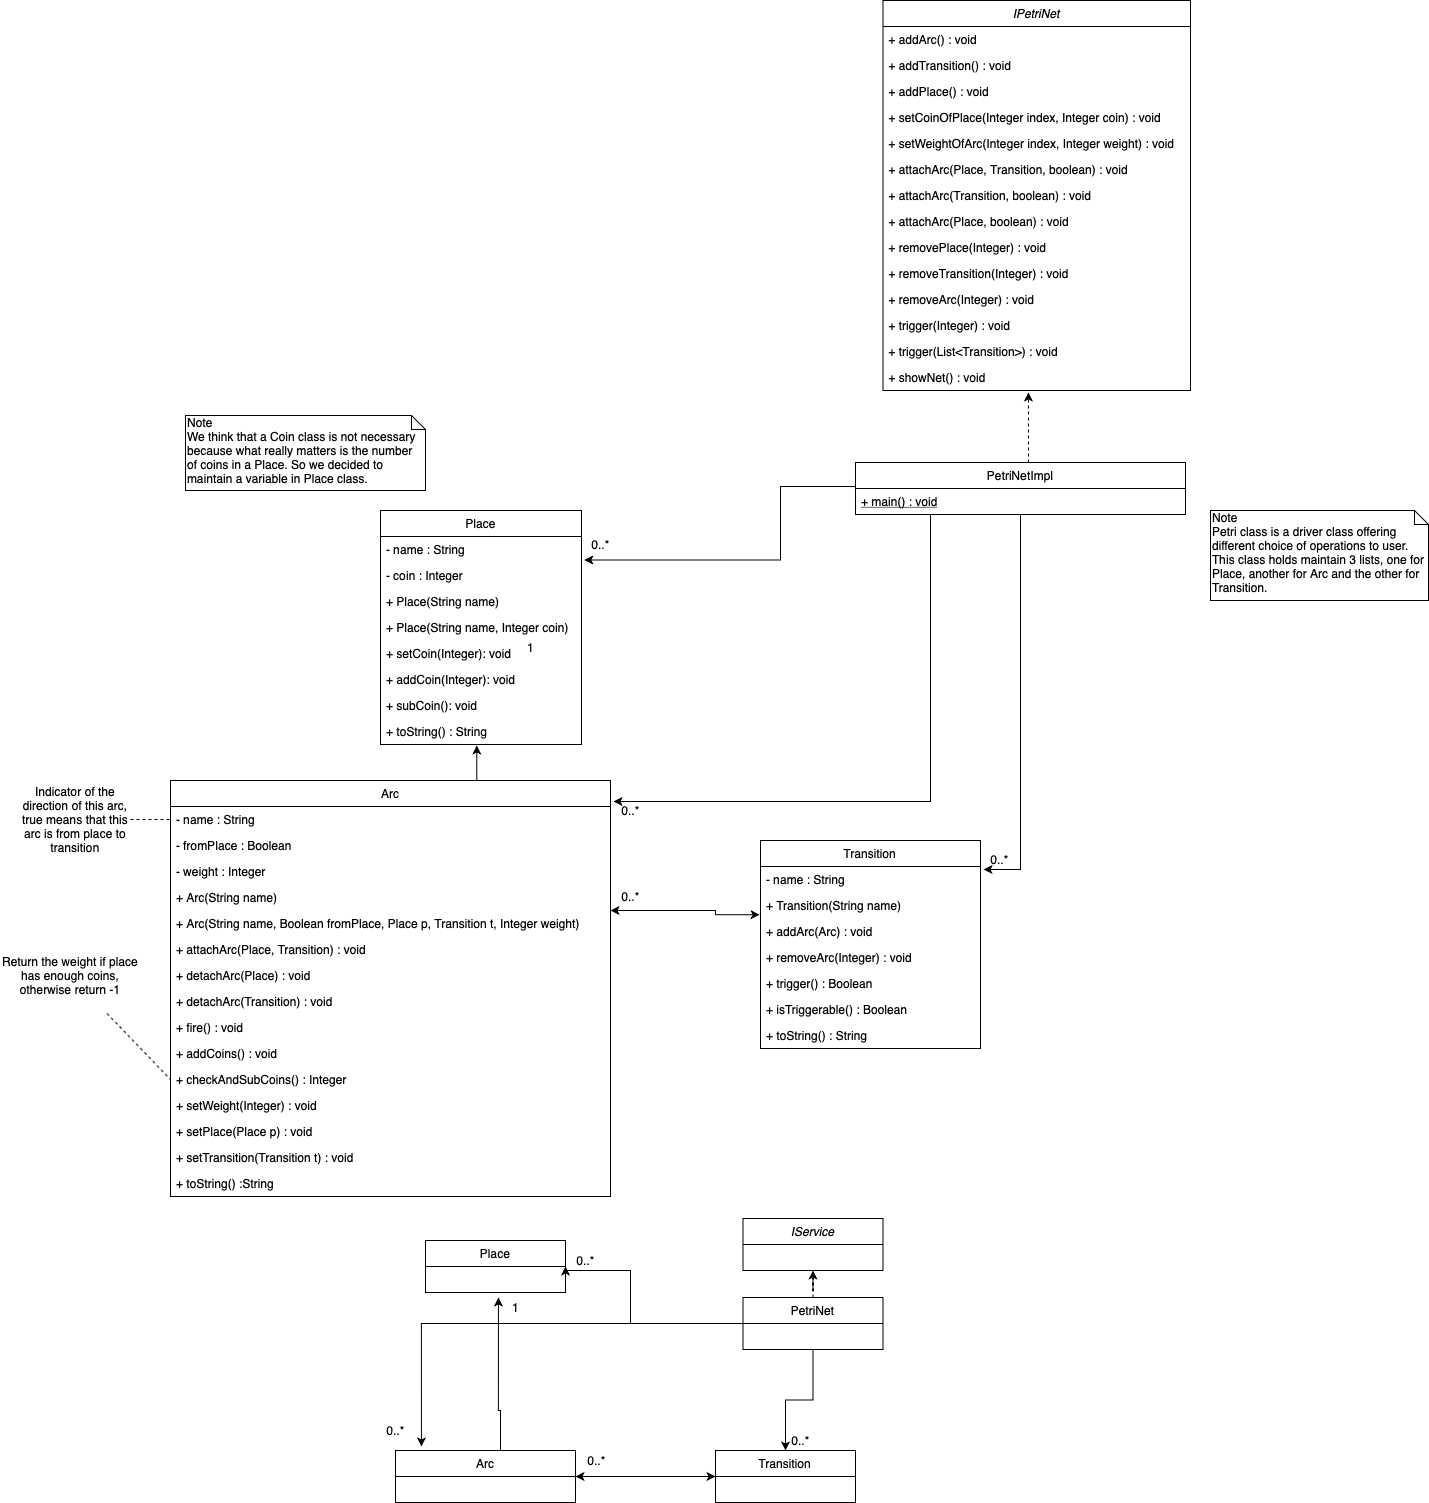 IPetriNet
+ addArc() : void
+ addTransition() : void
+ addPlace() : void
+ setCoinOfPlace(Integer index, Integer coin) : void
+ setWeightOfArc(Integer index, Integer weight) : void
+ attachArc(Place, Transition, boolean) : void
+ attachArc(Transition, boolean) : void
+ attachArc(Place, boolean) : void
+ removePlace(Integer) : void
+ removeTransition(Integer) : void
+ removeArc(Integer) : void
+ trigger(Integer) : void
+ trigger(List<Transition>) : void
+ showNet() : void
Note
We think that a Coin class is not necessary
because what really matters is the number
of coins in a Place. So we decided to
maintain a variable in Place class.
PetriNetImpl
+ main() : void
Note
Petri class is a driver class offering
different choice of operations to user.
This class holds maintain 3 lists, one for
Place, another for Arc and the other for
Transition.
Place
- name : String
- coin : Integer
+ Place(String name)
+ Place(String name, Integer coin)
+ setCoin(Integer): void
+ addCoin(Integer): void
+ subCoin(): void
+ toString() : String
0..*
1
Indicator of the
direction of this arc,
true means that this
arc is from place to
transition
Return the weight if place
has enough coins,
otherwise return -1
Arc
- name : String
- fromPlace : Boolean
- weight : Integer
+ Arc(String name)
+ Arc(String name, Boolean fromPlace, Place p, Transition t, Integer weight)
+ attachArc(Place, Transition) : void
+ detachArc(Place) : void
+ detachArc(Transition) : void
+ fire() : void
+ addCoins() : void
+ checkAndSubCoins() : Integer
+ setWeight(Integer) : void
+ setPlace(Place p) : void
+ setTransition(Transition t) : void
+ toString() :String
0..*
0..*
Transition
- name : String
+ Transition(String name)
+ addArc(Arc) : void
+ removeArc(Integer) : void
+ trigger() : Boolean
+ isTriggerable() : Boolean
+ toString() : String
0..*
IService
Place
0..*
1
PetriNet
0..*
0..*
Arc
0..*
Transition